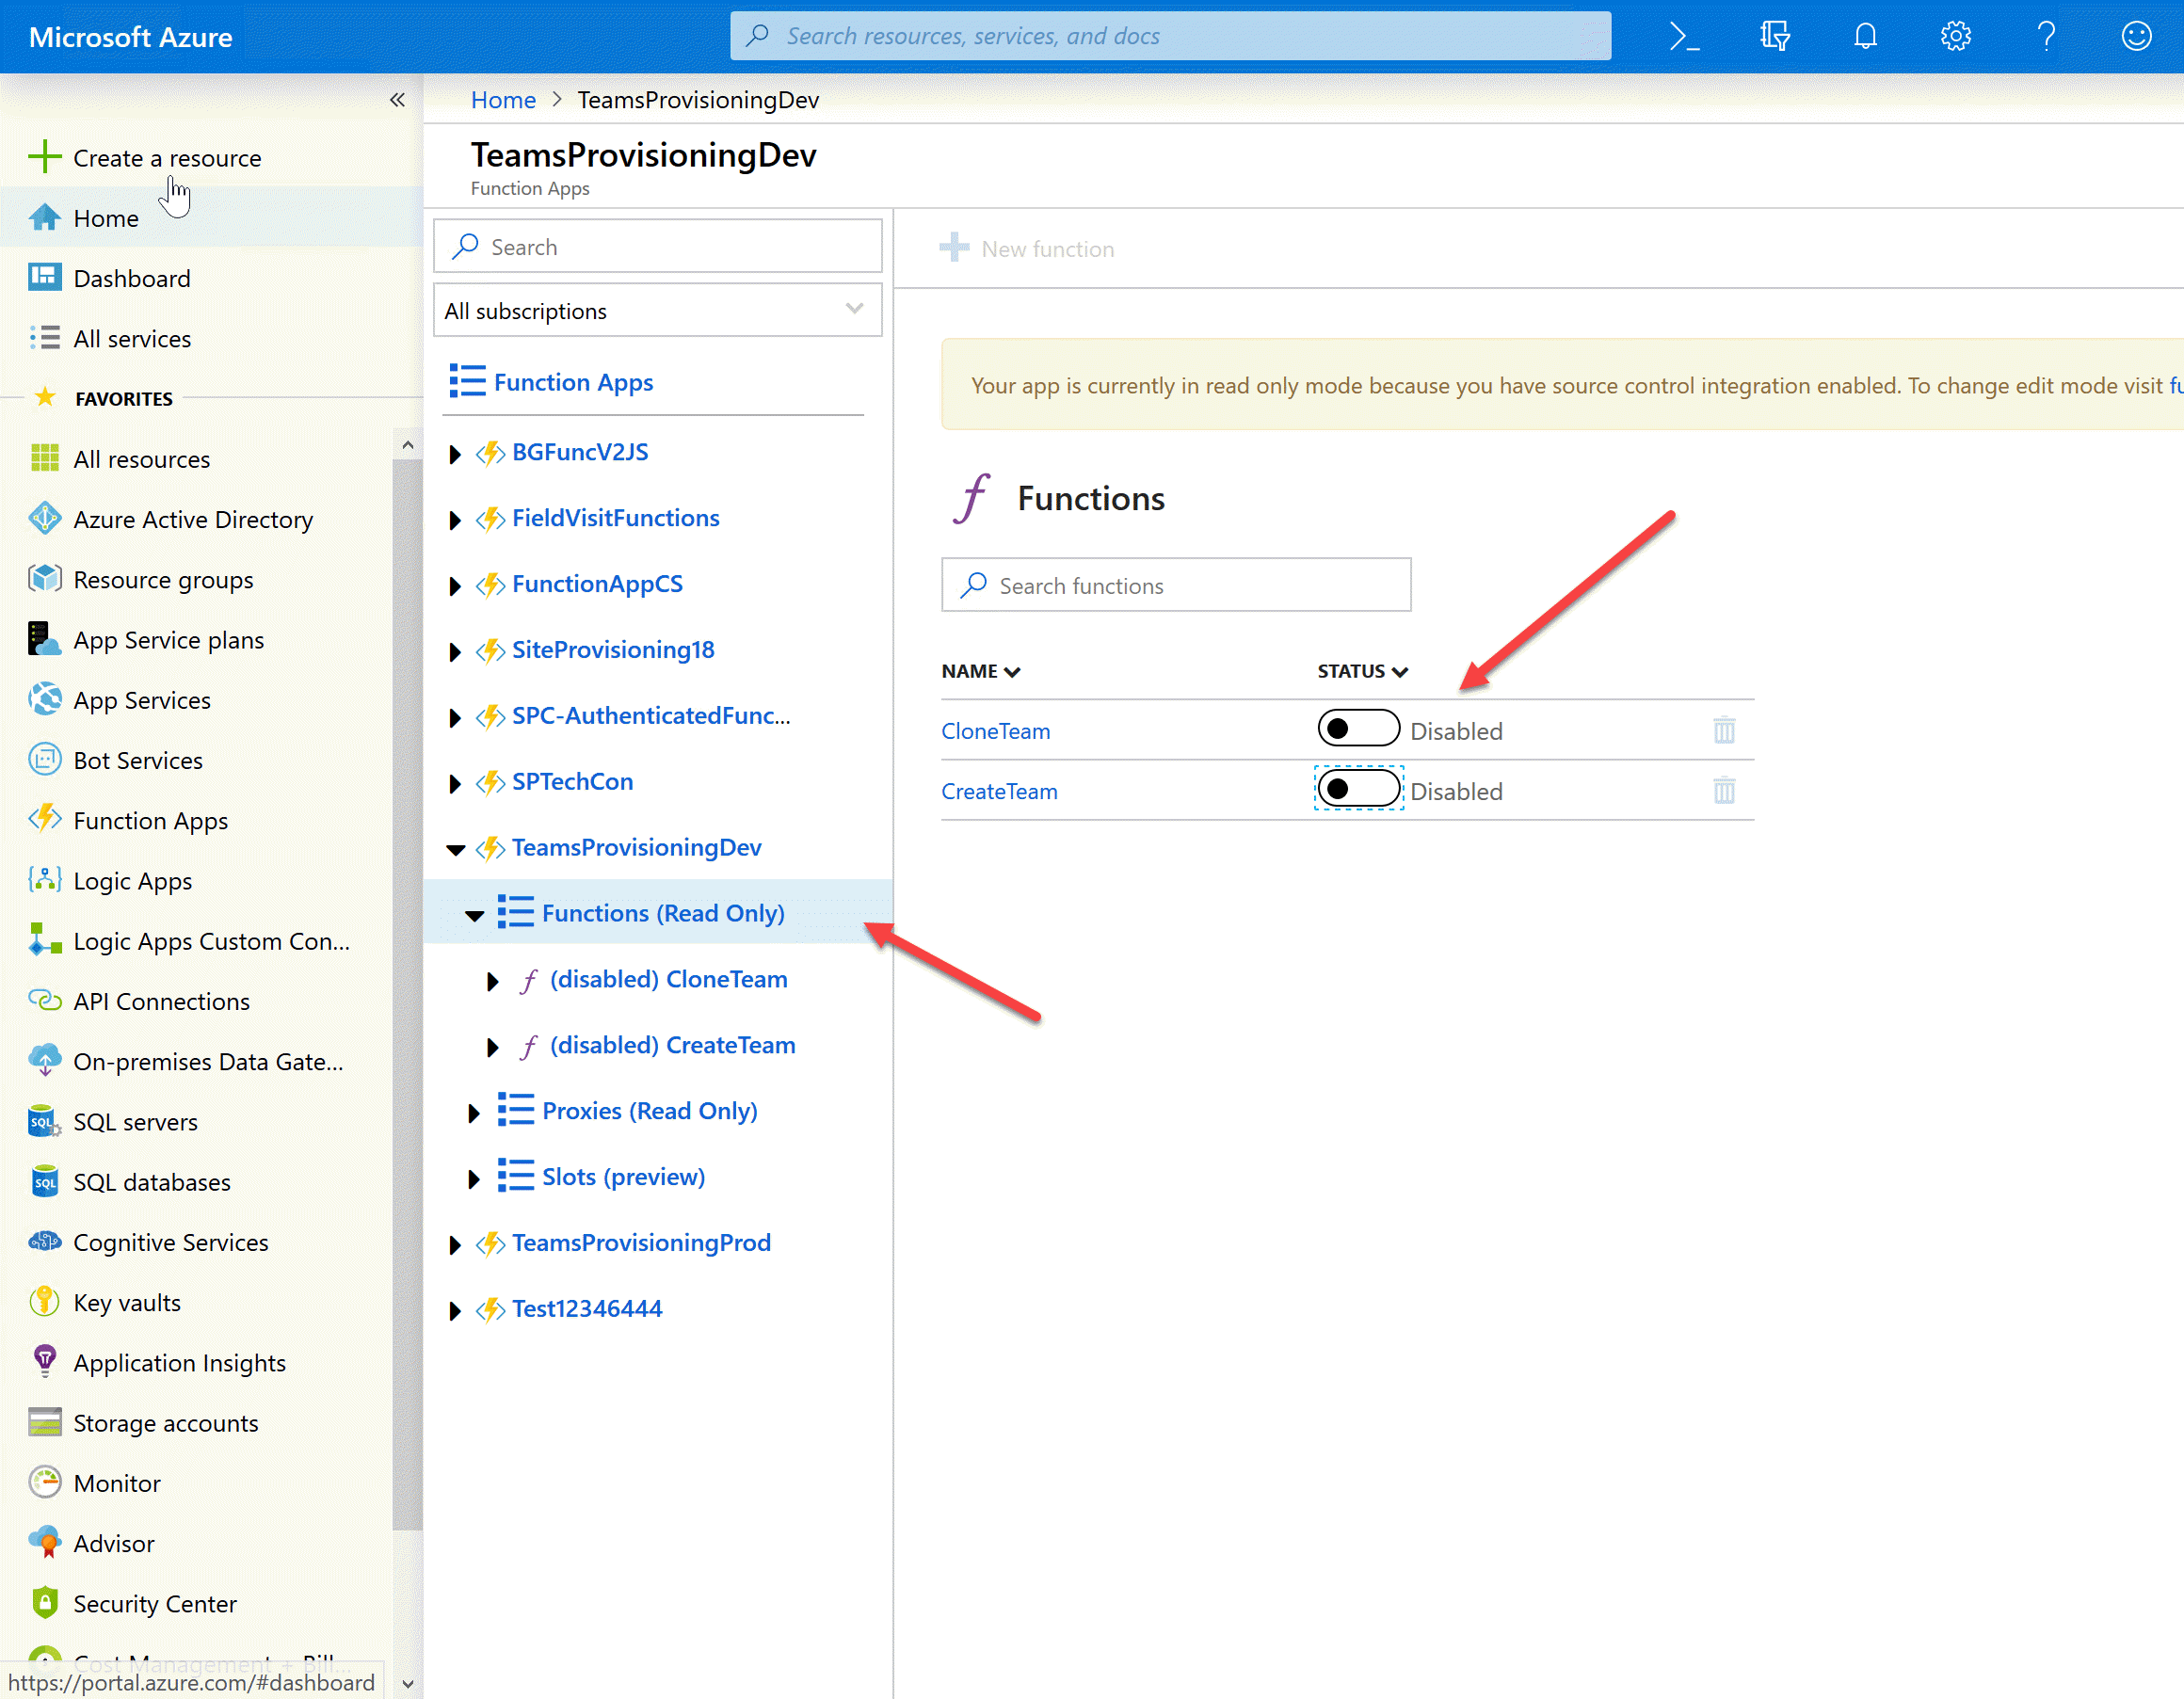 Microsoft Azure
Search resources, services, and docs
Home > TeamsProvisioningDev
TeamsProvisioningDev
Function Apps
Create a resource
Home
Dashboard
All services
FAVORITES
All resources
Azure Active Directory
Resource groups
App Service plans
App Services
Bot Services
Function Apps
Logic Apps
Logic Apps Custom Con...
API Connections
On-premises Data Gate...
SQL servers
SQL databases
Cognitive Services
Key vaults
Application Insights
Storage accounts
Monitor
Advisor
Security Center
Cost Management + Bill...
https://portal.azure.com/#dashboard
Search
All subscriptions
Function Apps
BGFuncV2JS
FieldVisitFunctions
FunctionAppCS
SiteProvisioning18
SPC-AuthenticatedFunc...
SPTechCon
TeamsProvisioningDev
Functions (Read Only)
(disabled) CloneTeam
(disabled) CreateTeam
Proxies (Read Only)
Slots (preview)
TeamsProvisioningProd
Test12346444
New function
Your app is currently in read only mode because you have source control integration enabled. To change edit mode visit fu
Functions
Search functions
NAME STATUS
CloneTeam Disabled
CreateTeam Disabled